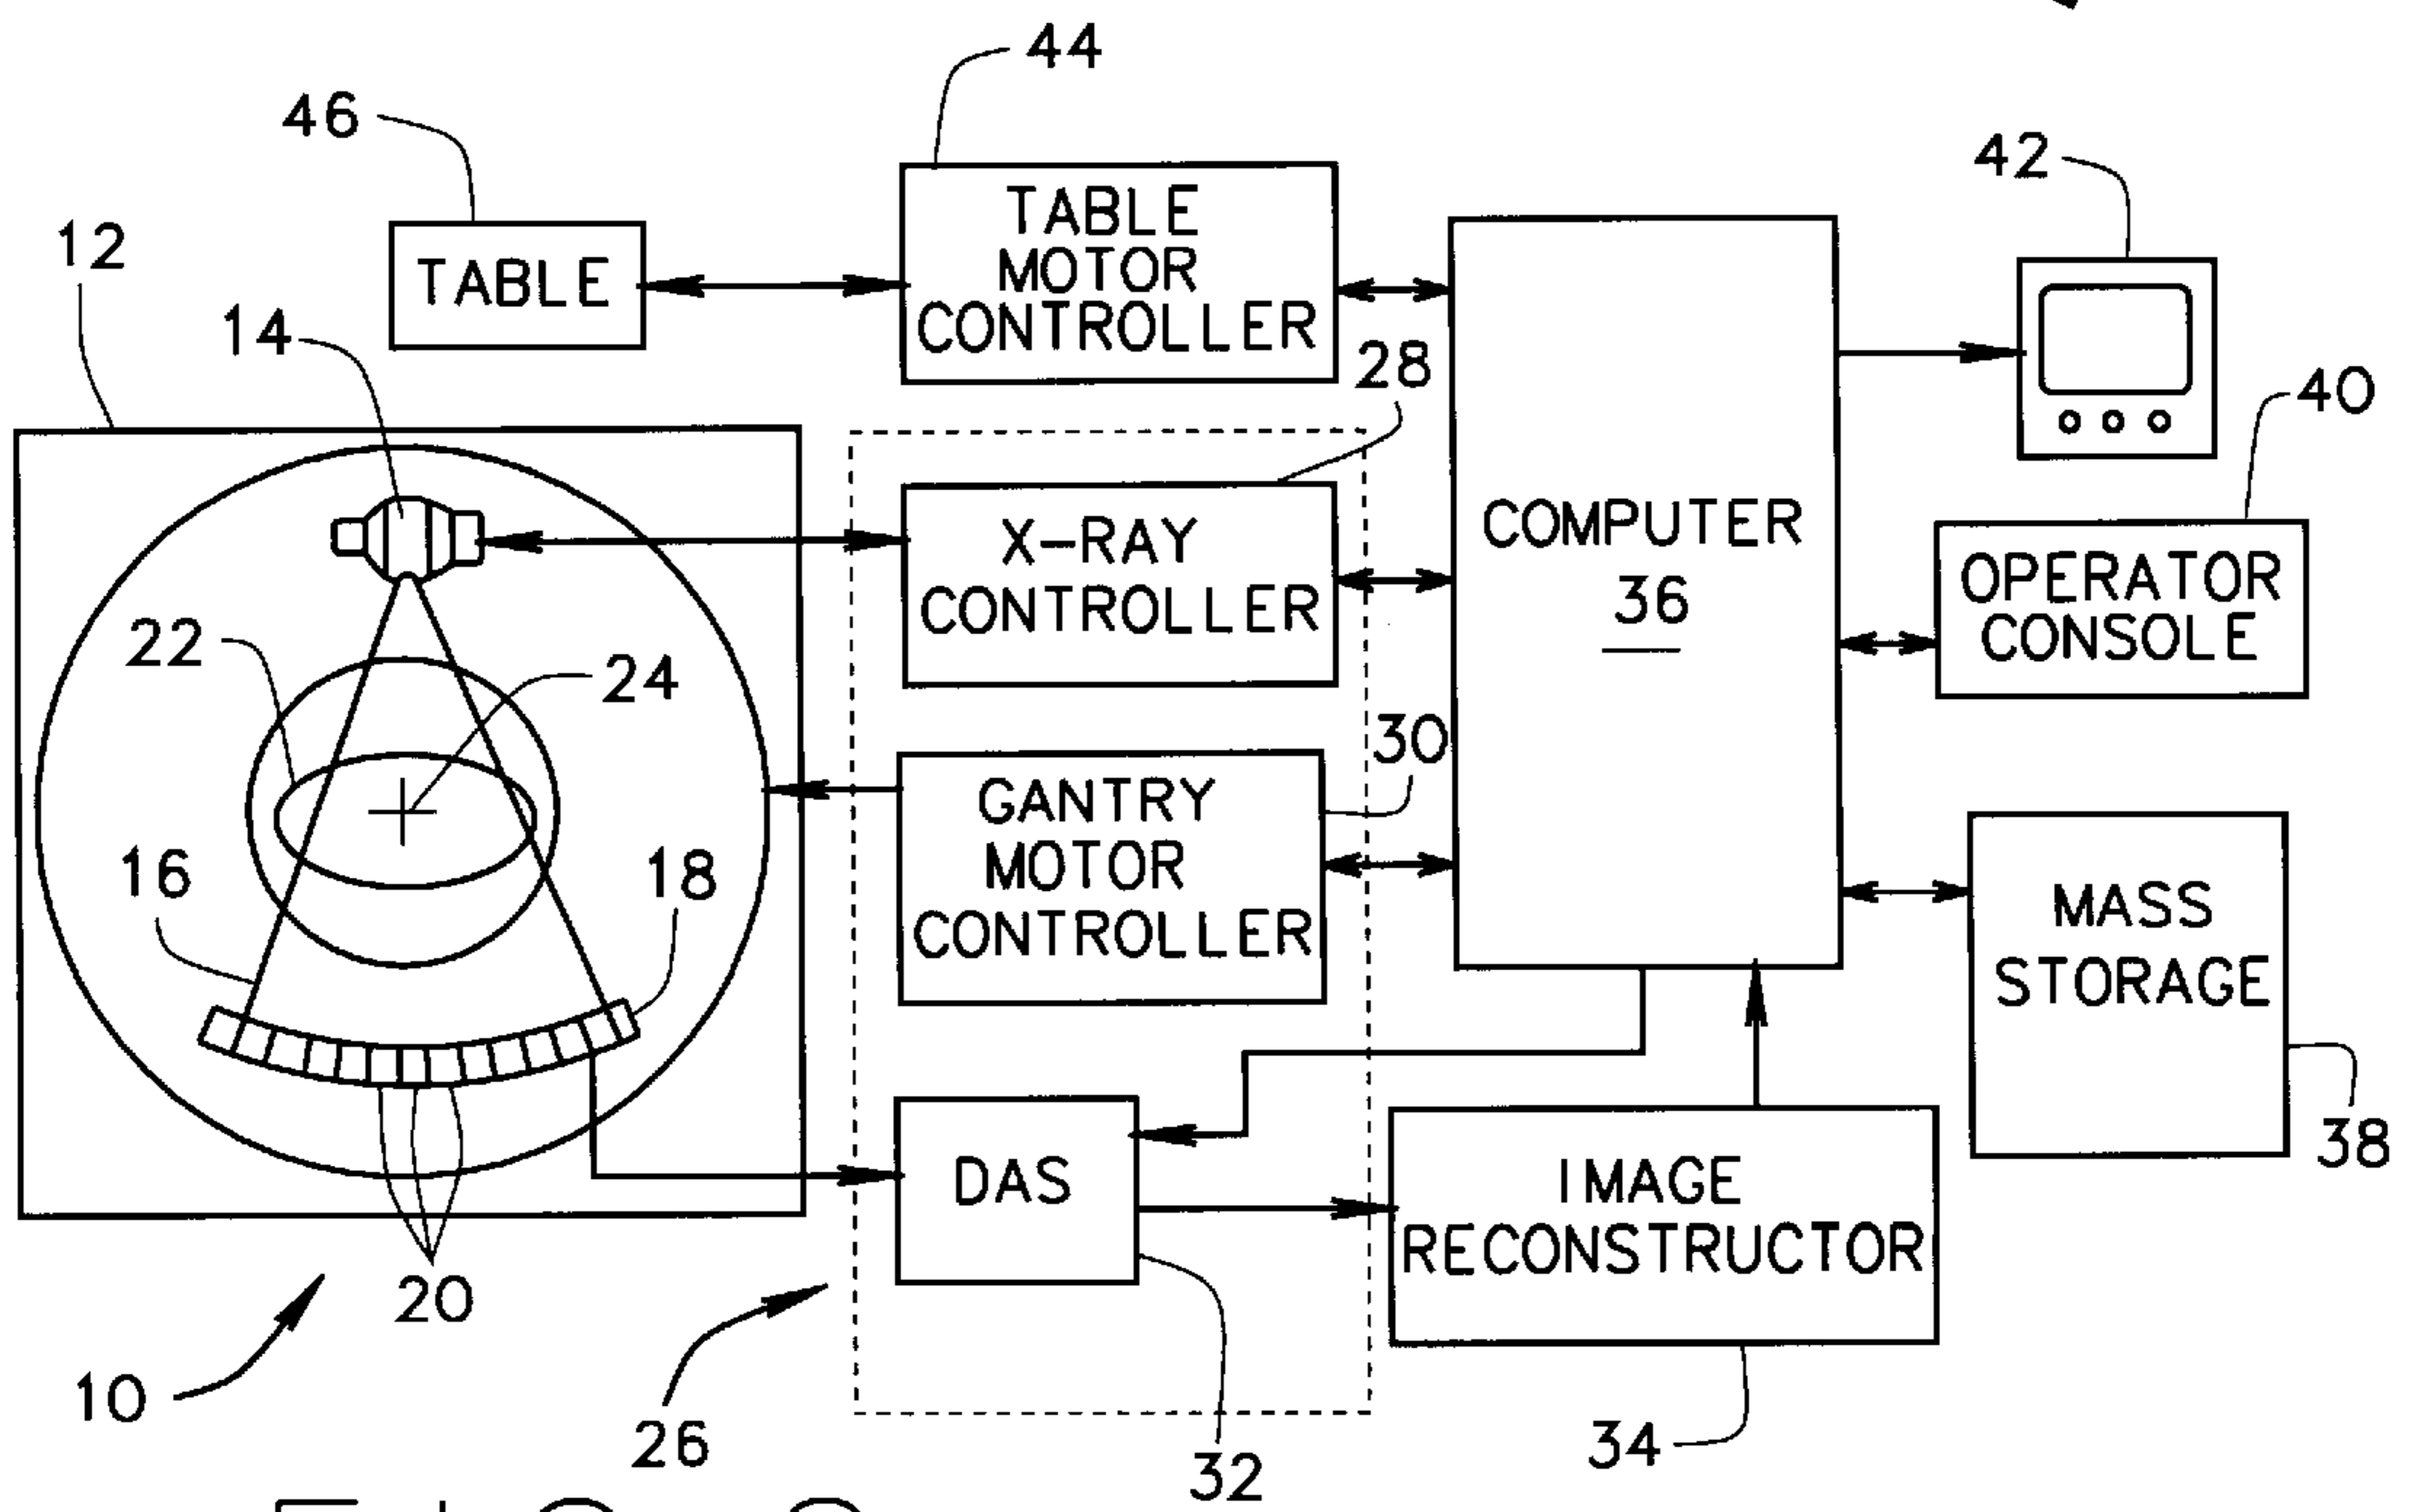 44
46
42
12
TABLE
MOTOR
CONTROLLER
TABLE
14
28
40
X-RAY
CONTROLLER
COMPUTER
36
OPERATOR
CONSOLE
22
24
30
GANTRY
MOTOR
CONTROLLER
16
18
MASS
STORAGE
38
DAS
IMAGE
RECONSTRUCTOR
20
10
26
32
34